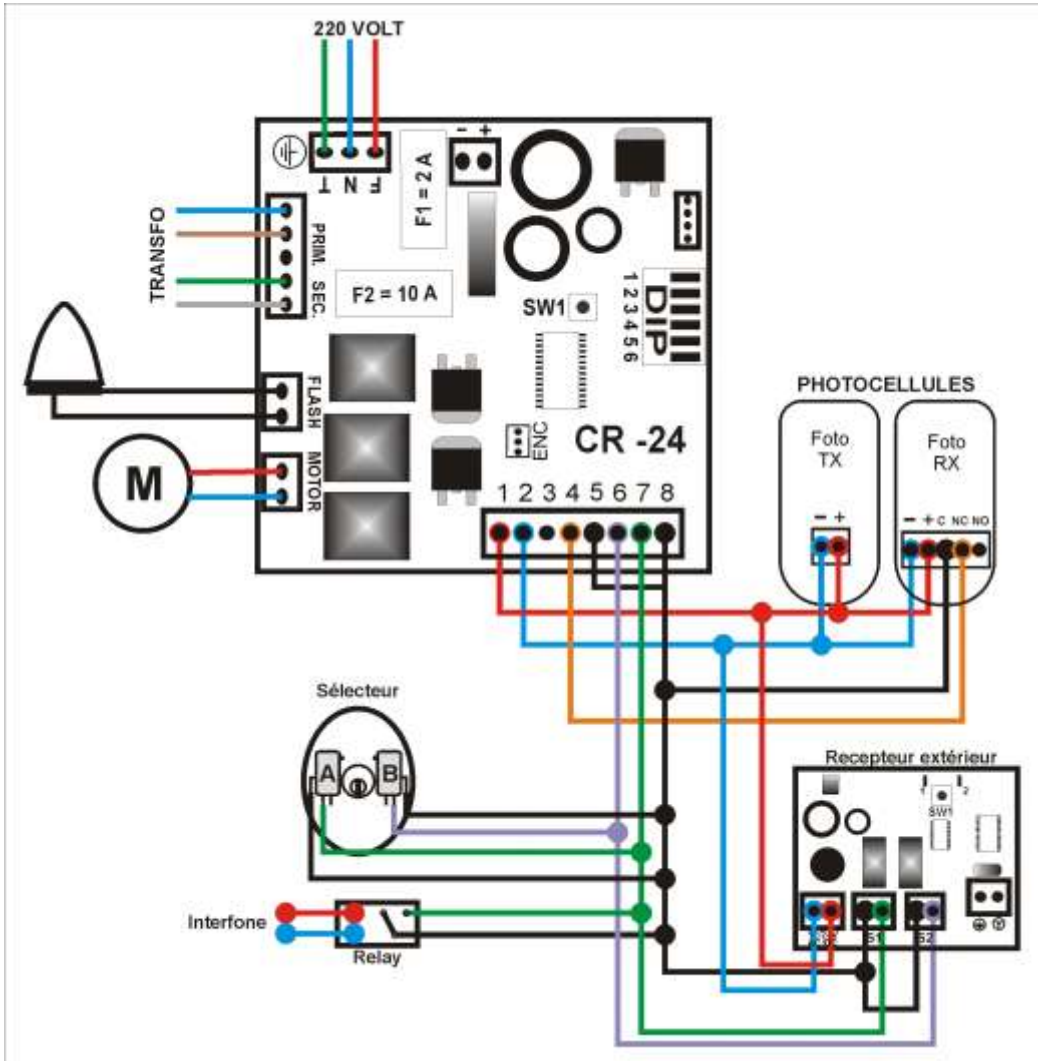 220 VOLT
T N F
F1 = 2 A
- +
TRANSFO
PRIM. SEC.
F2 = 10 A
SW1
1 2 3 4 5 6
DIP
FLASH
MOTOR
M
ENC
CR -24
1 2 3 4 5 6 7 8
PHOTOCELLULES
Foto TX
- +
Foto RX
- + C NC NO
Sélecteur
A B
Interfone
Relay
Recepteur extérieur
1 2
SW1
S1
S2